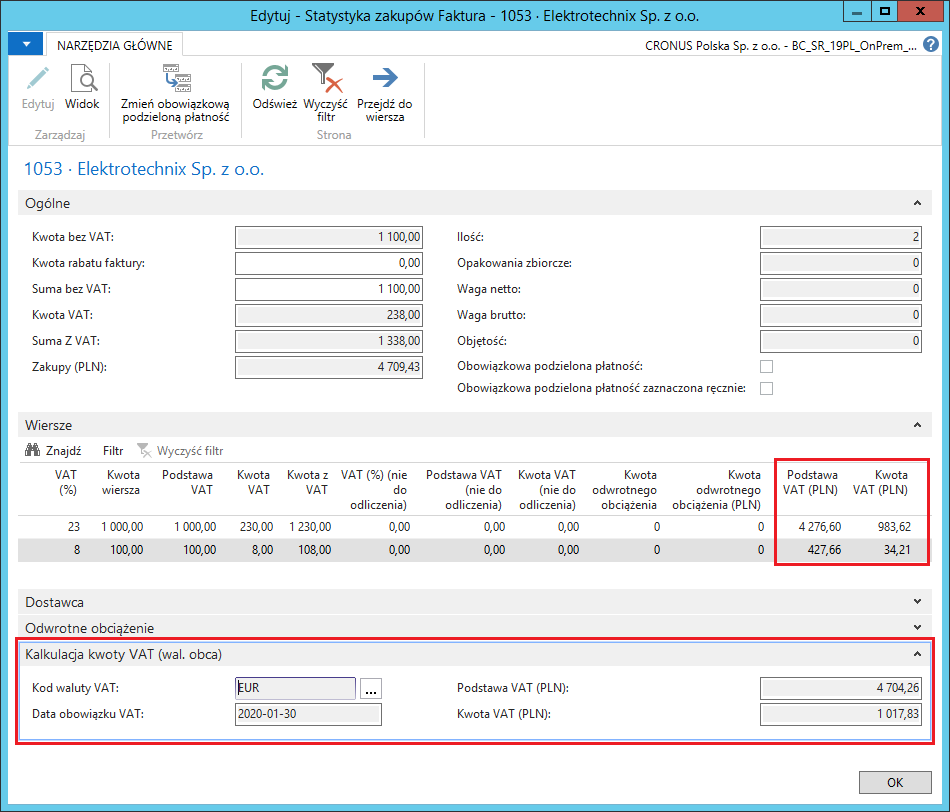 Edytuj - Statystyka zakupów Faktura - 1053 · Elektrotechnix Sp. z o.o.
NARZĘDZIA GŁÓWNE
CRONUS Polska Sp. z o.o. - BC_SR_19PL_OnPrem_...
Edytuj
Widok
Zmień obowiązkową
podzieloną płatność
Odśwież
Wyczyść
filtr
Przejdź do
wiersza
Zarządzaj
Przetwórz
Strona
1053 · Elektrotechnix Sp. z o.o.
Ogólne
Kwota bez VAT: 1 100,00 Ilość: 2
Kwota rabatu faktury: 0,00 Opakowania zbiorcze: 0
Suma bez VAT: 1 100,00 Waga netto: 0
Kwota VAT: 238,00 Waga brutto: 0
Suma Z VAT: 1 338,00 Objętość: 0
Zakupy (PLN): 4 709,43 Obowiązkowa podzielona płatność:
Obowiązkowa podzielona płatność zaznaczona ręcznie:
Wiersze
Znajdź Filtr Wyczyść filtr
VAT Kwota Podstawa Kwota Kwota z VAT (%) (nie Podstawa VAT Kwota VAT Kwota Kwota Podstawa Kwota
(%) wiersza VAT VAT VAT do (nie do (nie do odwrotnego odwrotnego VAT (PLN) VAT (PLN)
odliczenia) odliczenia) odliczenia) obciążenia obciążenia (PLN)
23 1 000,00 1 000,00 230,00 1 230,00 0,00 0,00 0,00 0 0 4 276,60 983,62
8 100,00 100,00 8,00 108,00 0,00 0,00 0,00 0 0 427,66 34,21
Dostawca
Odwrotne obciążenie
Kalkulacja kwoty VAT (wal. obca)
Kod waluty VAT: EUR ... Podstawa VAT (PLN): 4 704,26
Data obowiązku VAT: 2020-01-30 Kwota VAT (PLN): 1 017,83
OK